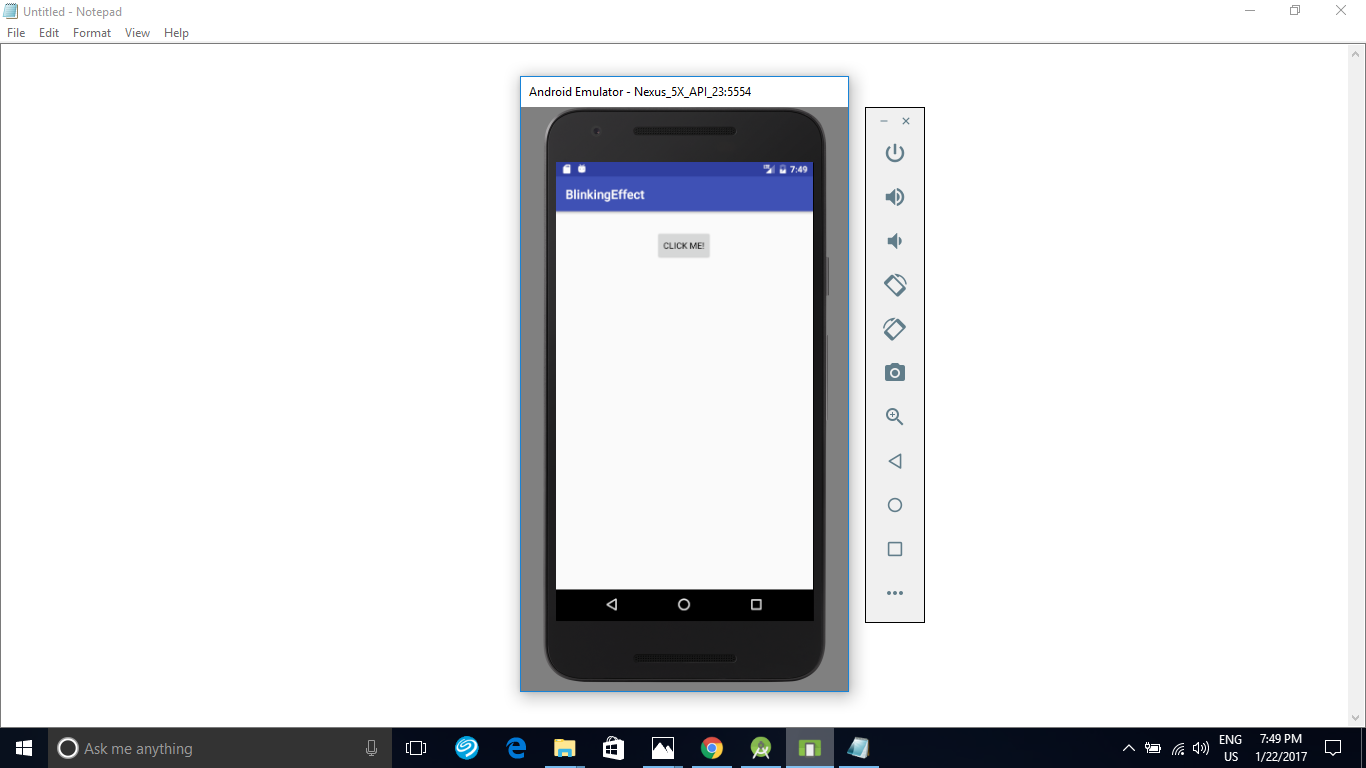 Untitled - Notepad
File Edit Format View Help
Android Emulator - Nexus_5X_API_23:5554
7:49
BlinkingEffect
CLICK ME!
Ask me anything
ENG
US
7:49 PM
1/22/2017